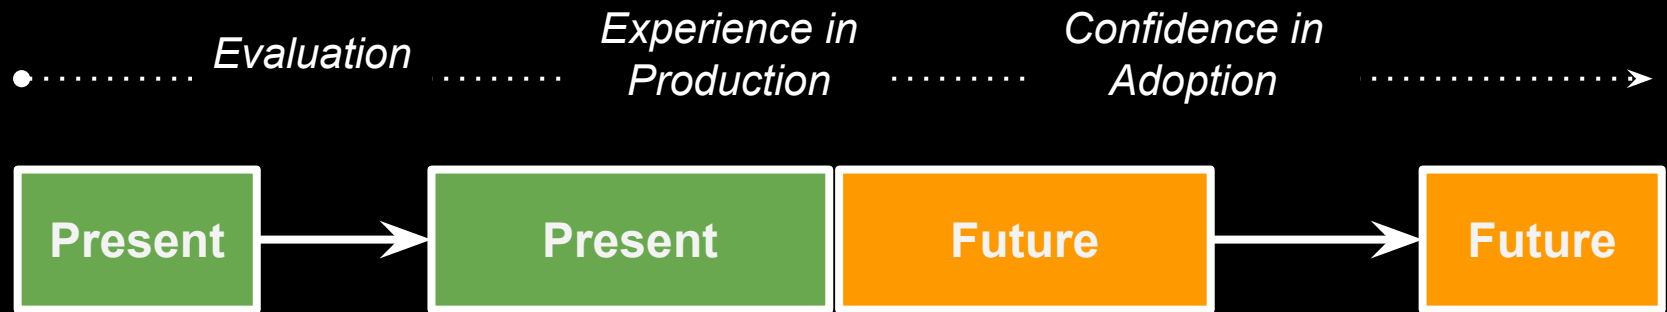 Evaluation
Experience in
Production
Confidence in
Adoption
Present
Present
Future
Future